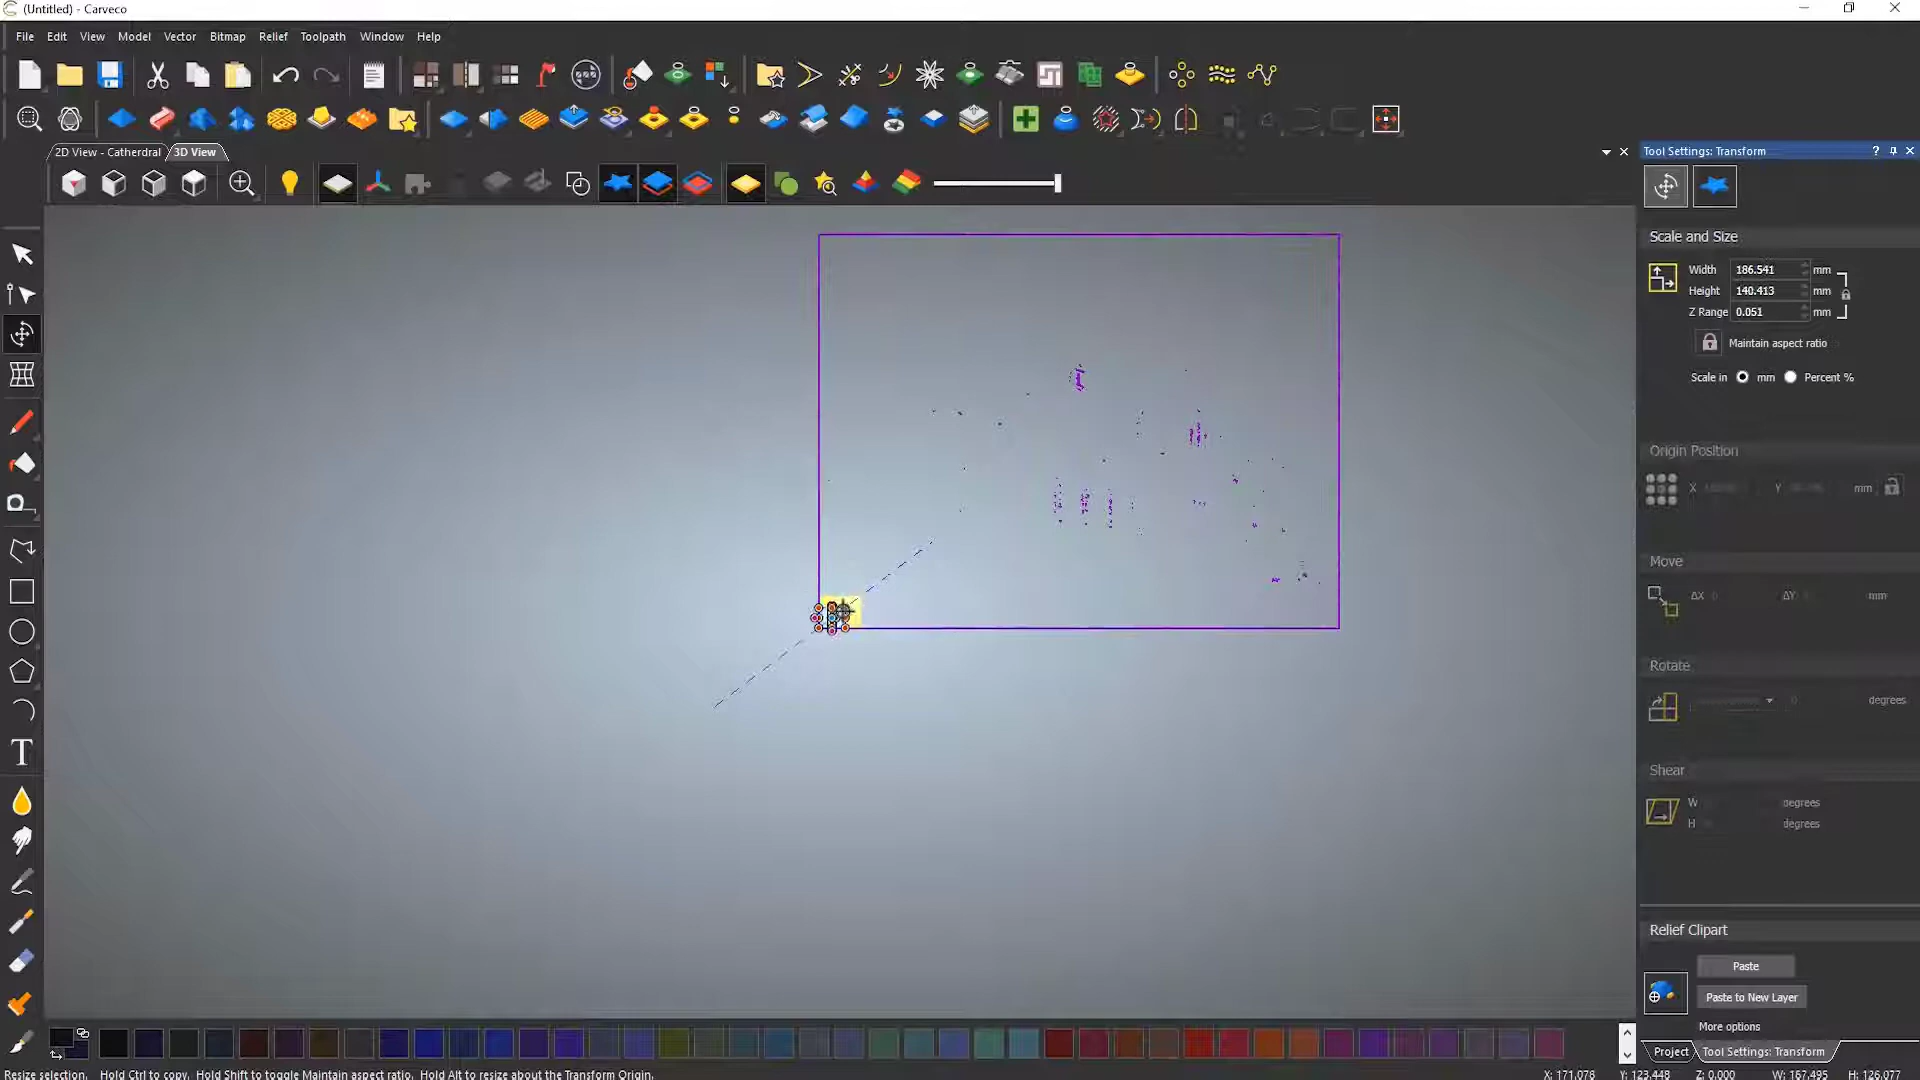 (Untitled) - Carveco
File Edit View Model Vector Bitmap Relief Toolpath Window Help
2D View - Catherdral 3D View
Tool Settings: Transform
Scale and Size
Width 186.541 mm
Height 140.413 mm
Z Range 0.051 mm
Maintain aspect ratio
Scale in mm Percent %
Origin Position
X Y mm
Move
ΔX 0 ΔY 0 mm
Rotate
0 degrees
Shear
W degrees
H degrees
Relief Clipart
Paste
Paste to New Layer
More options
Project Tool Settings: Transform
Resize selection. Hold Ctrl to copy. Hold Shift to toggle Maintain aspect ratio. Hold Alt to resize about the Transform Origin.
X: 171.078 Y: 123.448 Z: 0.000 W: 167.495 H: 126.077